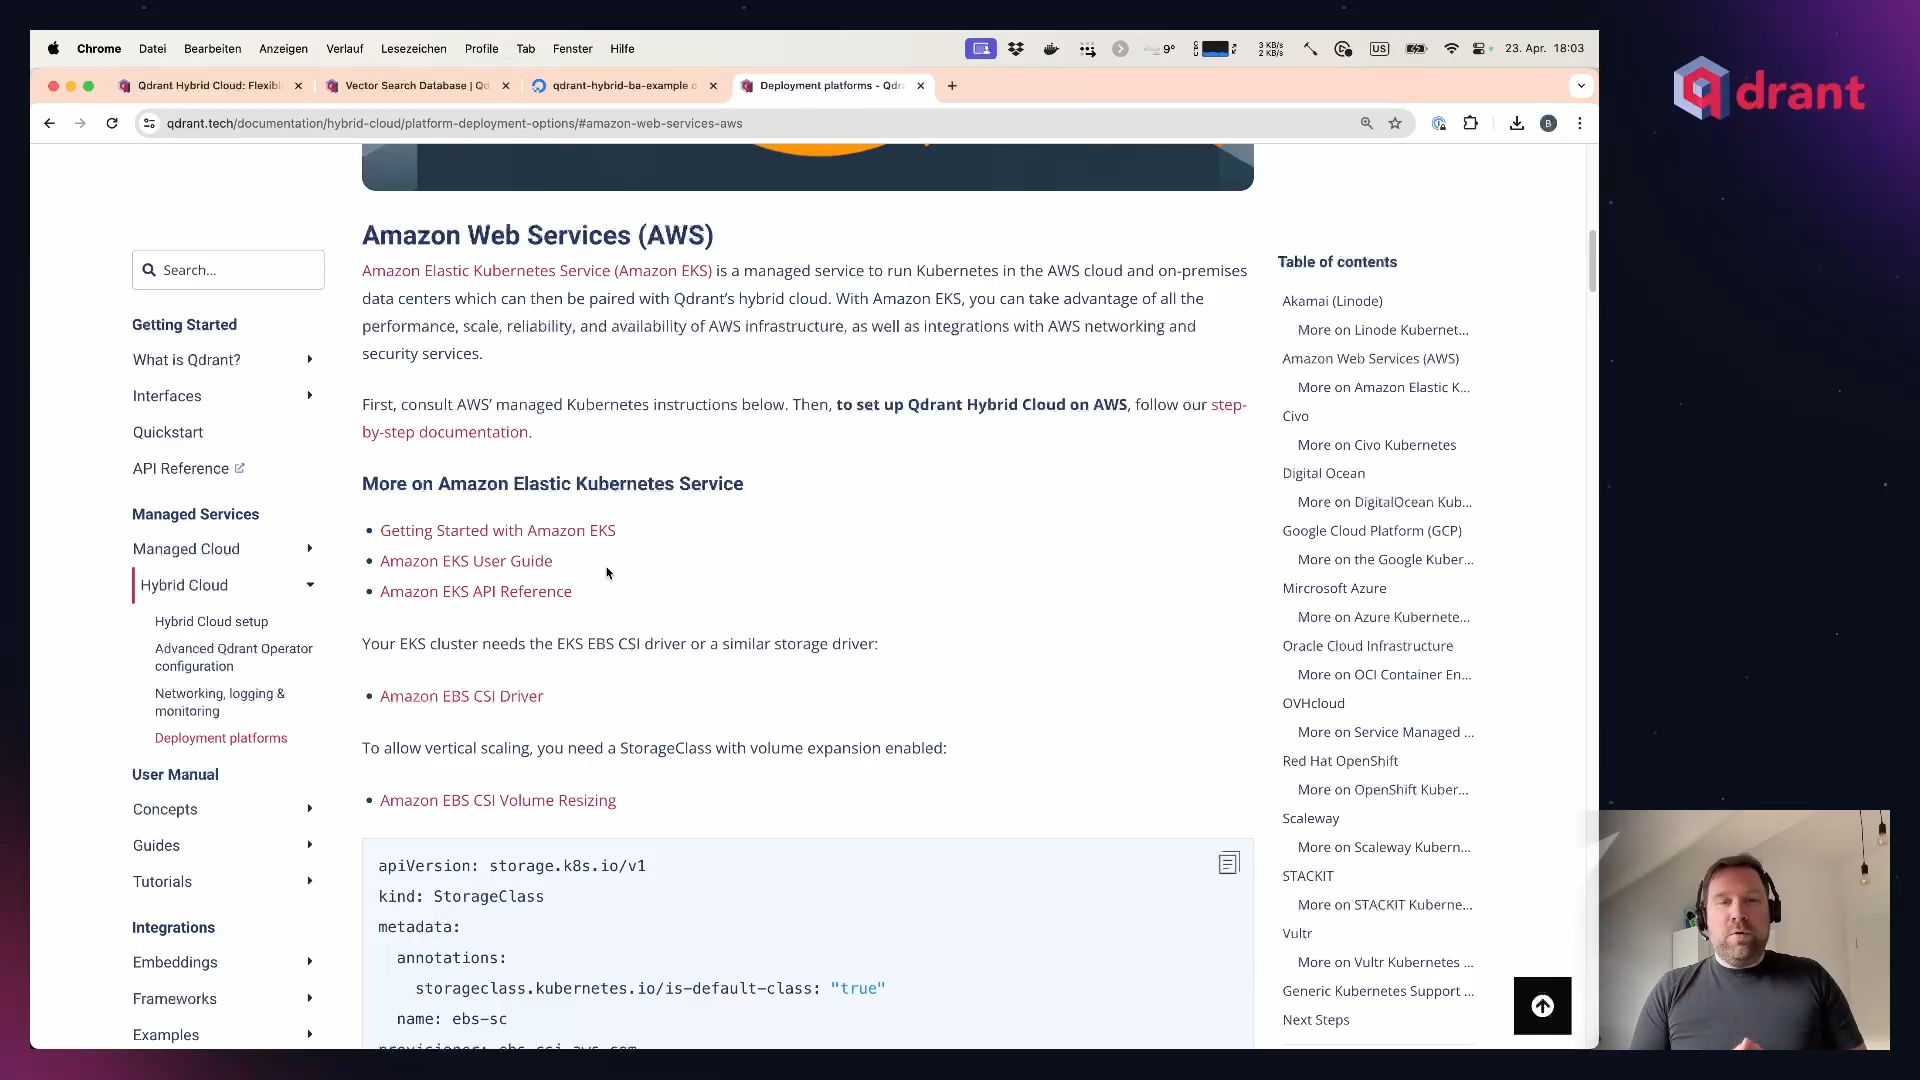 Chrome Datei Bearbeiten Anzeigen Verlauf Lesezeichen Profile Tab Fenster Hilfe 9° 3 KB/s 2 KB/s US 23. Apr. 18:03
Qdrant Hybrid Cloud: Flexibl
Vector Search Database | Qd
qdrant-hybrid-ba-example o
Deployment platforms - Qdra
qdrant.tech/documentation/hybrid-cloud/platform-deployment-options/#amazon-web-services-aws
B
qdrant
Search...
Getting Started
What is Qdrant?
Interfaces
Quickstart
API Reference
Managed Services
Managed Cloud
Hybrid Cloud
Hybrid Cloud setup
Advanced Qdrant Operator
configuration
Networking, logging &
monitoring
Deployment platforms
User Manual
Concepts
Guides
Tutorials
Integrations
Embeddings
Frameworks
Examples
Amazon Web Services (AWS)
Amazon Elastic Kubernetes Service (Amazon EKS) is a managed service to run Kubernetes in the AWS cloud and on-premises
data centers which can then be paired with Qdrant’s hybrid cloud. With Amazon EKS, you can take advantage of all the
performance, scale, reliability, and availability of AWS infrastructure, as well as integrations with AWS networking and
security services.
First, consult AWS’ managed Kubernetes instructions below. Then, to set up Qdrant Hybrid Cloud on AWS, follow our step-
by-step documentation.
More on Amazon Elastic Kubernetes Service
• Getting Started with Amazon EKS
• Amazon EKS User Guide
• Amazon EKS API Reference
Your EKS cluster needs the EKS EBS CSI driver or a similar storage driver:
• Amazon EBS CSI Driver
To allow vertical scaling, you need a StorageClass with volume expansion enabled:
• Amazon EBS CSI Volume Resizing
apiVersion: storage.k8s.io/v1
kind: StorageClass
metadata:
annotations:
storageclass.kubernetes.io/is-default-class: "true"
name: ebs-sc
provisioner: ebs.csi.aws.com
Table of contents
Akamai (Linode)
More on Linode Kubernet...
Amazon Web Services (AWS)
More on Amazon Elastic K...
Civo
More on Civo Kubernetes
Digital Ocean
More on DigitalOcean Kub...
Google Cloud Platform (GCP)
More on the Google Kuber...
Mircrosoft Azure
More on Azure Kubernete...
Oracle Cloud Infrastructure
More on OCI Container En...
OVHcloud
More on Service Managed ...
Red Hat OpenShift
More on OpenShift Kuber...
Scaleway
More on Scaleway Kubern...
STACKIT
More on STACKIT Kuberne...
Vultr
More on Vultr Kubernetes ...
Generic Kubernetes Support ...
Next Steps